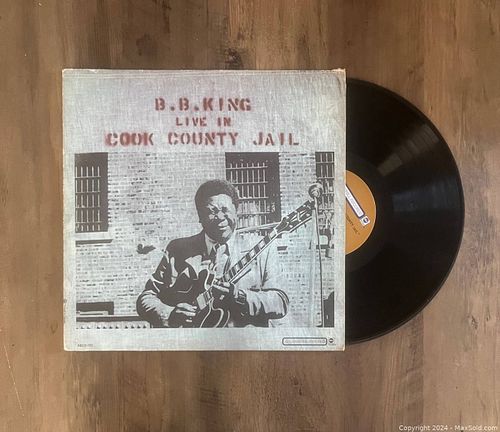 B.B.KING
LIVE IN
COOK COUNTY JAIL
Copyright 2024 - MaxSold.com